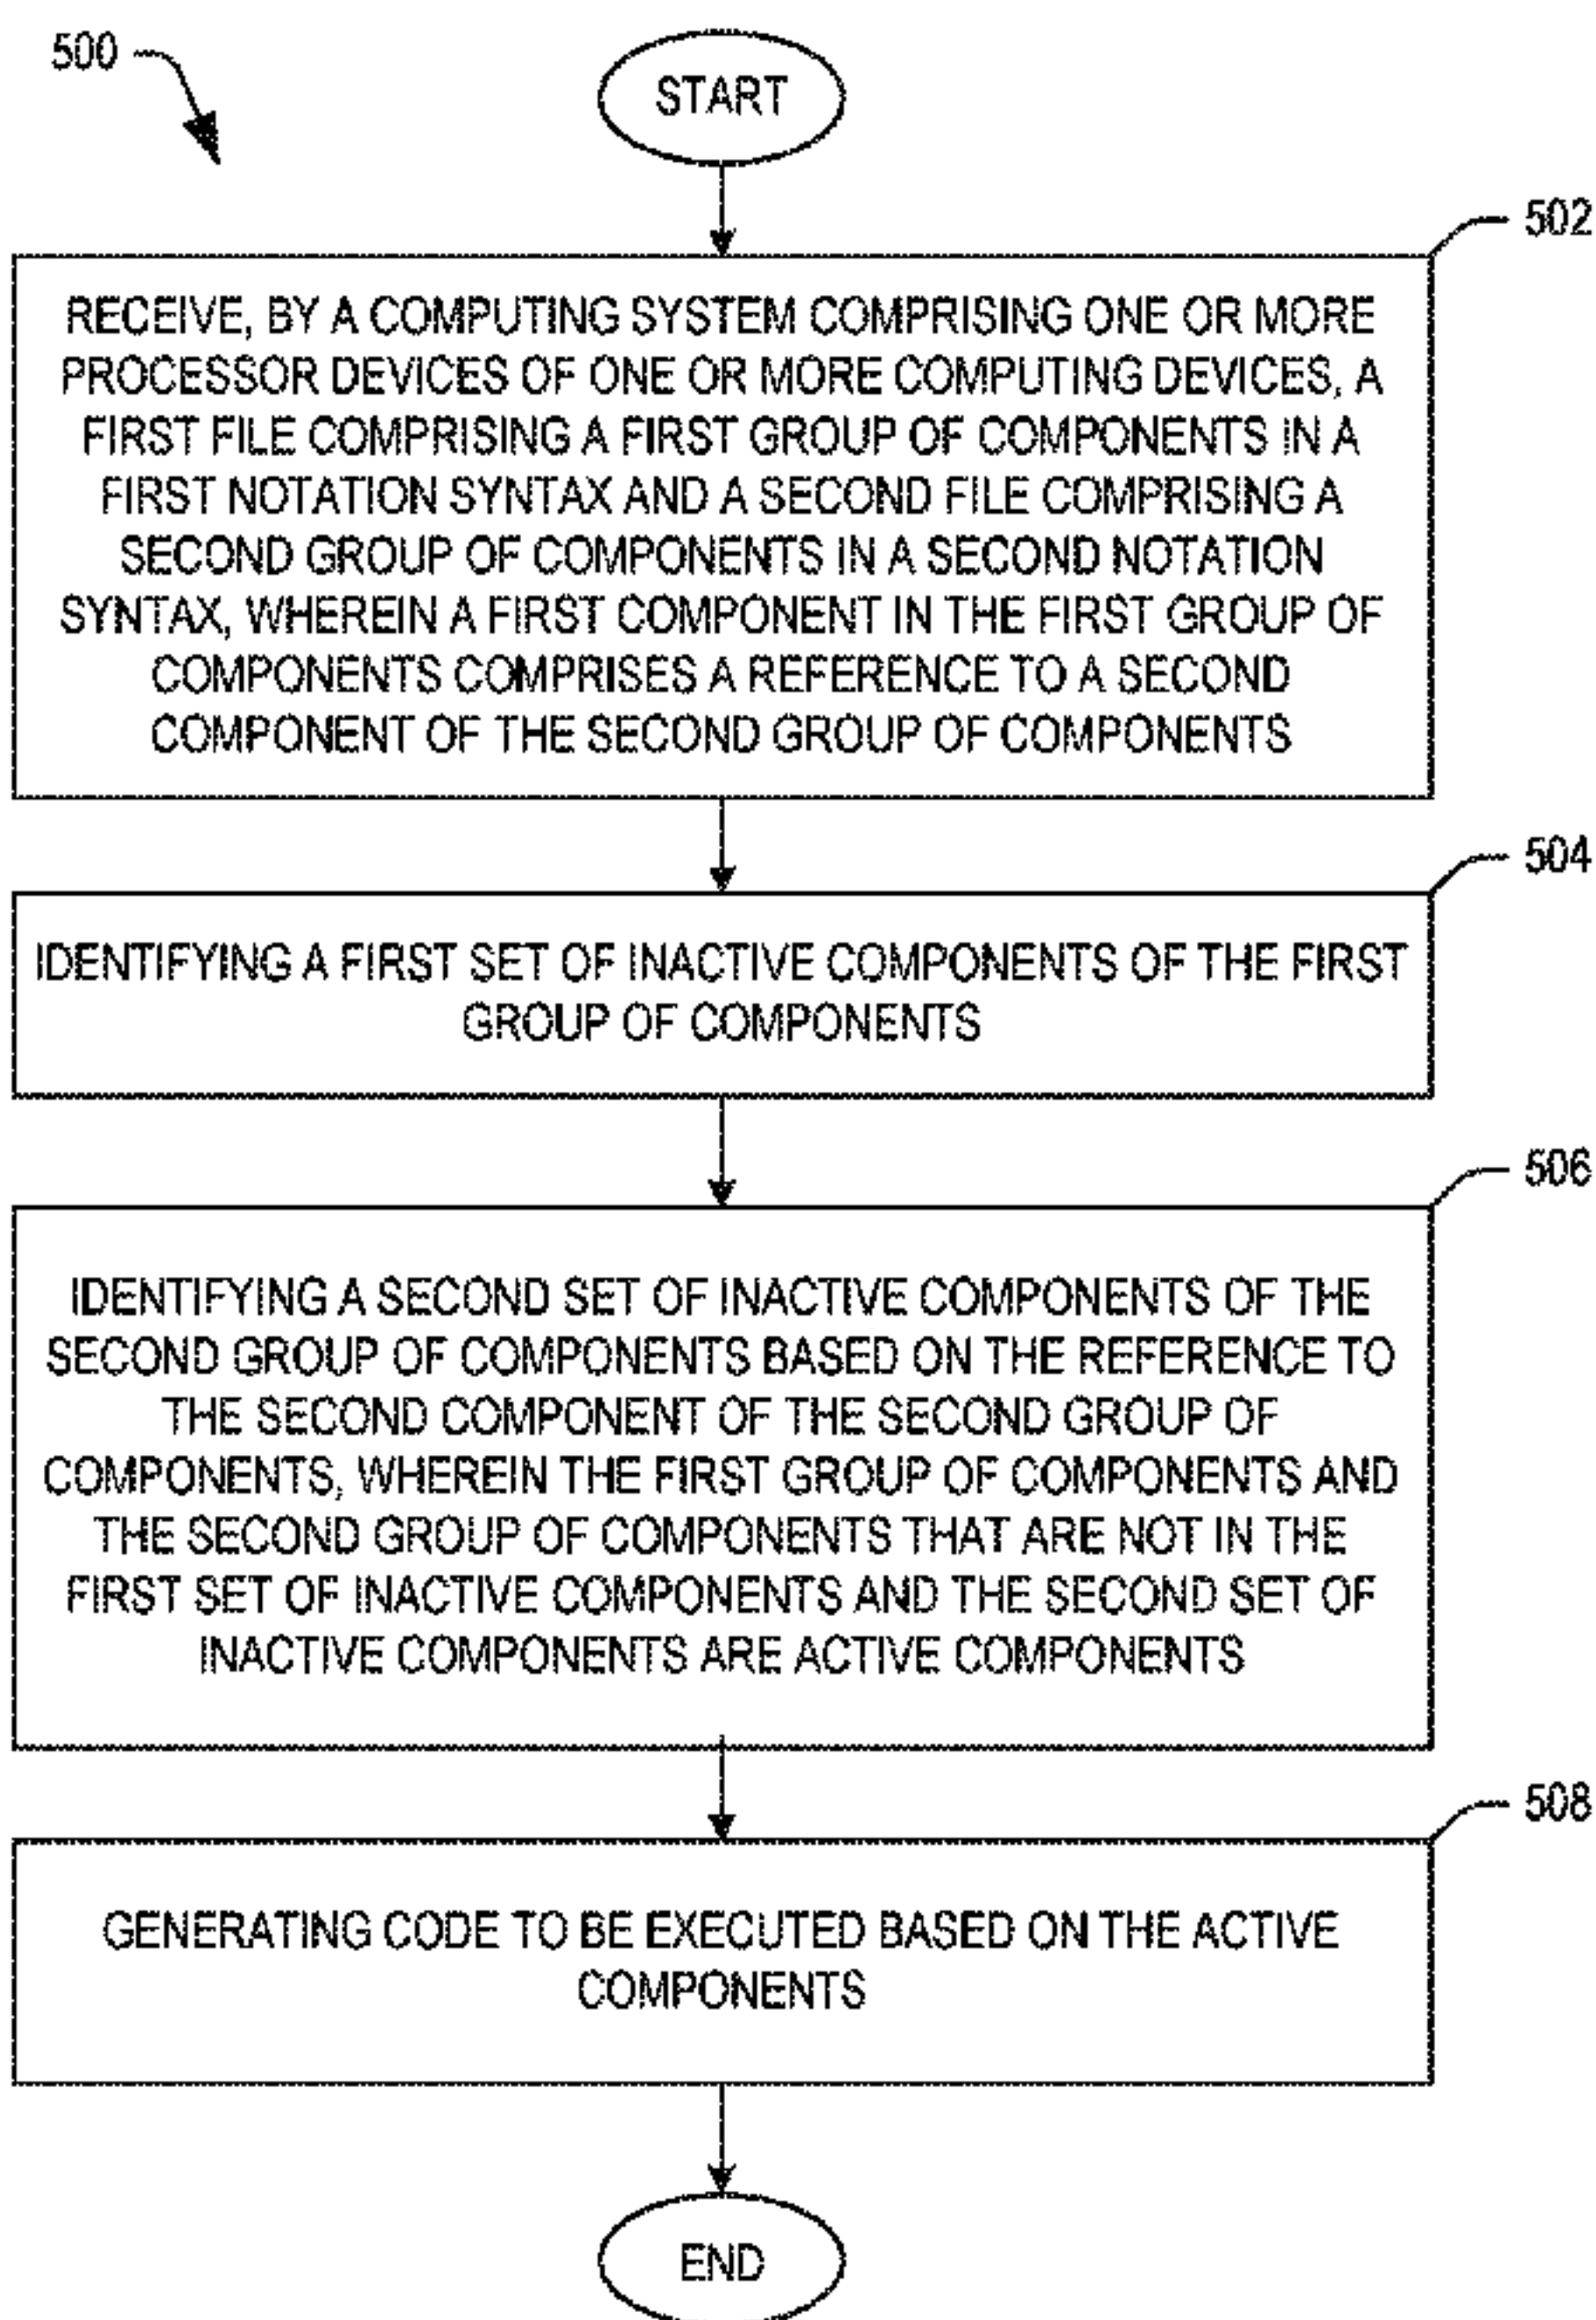 500
START
502
RECEIVE, BY A COMPUTING SYSTEM COMPRISING ONE OR MORE
PROCESSOR DEVICES OF ONE OR MORE COMPUTING DEVICES, A
FIRST FILE COMPRISING A FIRST GROUP OF COMPONENTS IN A
FIRST NOTATION SYNTAX AND A SECOND FILE COMPRISING A
SECOND GROUP OF COMPONENTS IN A SECOND NOTATION
SYNTAX, WHEREIN A FIRST COMPONENT IN THE FIRST GROUP OF
COMPONENTS COMPRISES A REFERENCE TO A SECOND
COMPONENT OF THE SECOND GROUP OF COMPONENTS
504
IDENTIFYING A FIRST SET OF INACTIVE COMPONENTS OF THE FIRST
GROUP OF COMPONENTS
506
IDENTIFYING A SECOND SET OF INACTIVE COMPONENTS OF THE
SECOND GROUP OF COMPONENTS BASED ON THE REFERENCE TO
THE SECOND COMPONENT OF THE SECOND GROUP OF
COMPONENTS, WHEREIN THE FIRST GROUP OF COMPONENTS AND
THE SECOND GROUP OF COMPONENTS THAT ARE NOT IN THE
FIRST SET OF INACTIVE COMPONENTS AND THE SECOND SET OF
INACTIVE COMPONENTS ARE ACTIVE COMPONENTS
508
GENERATING CODE TO BE EXECUTED BASED ON THE ACTIVE
COMPONENTS
END